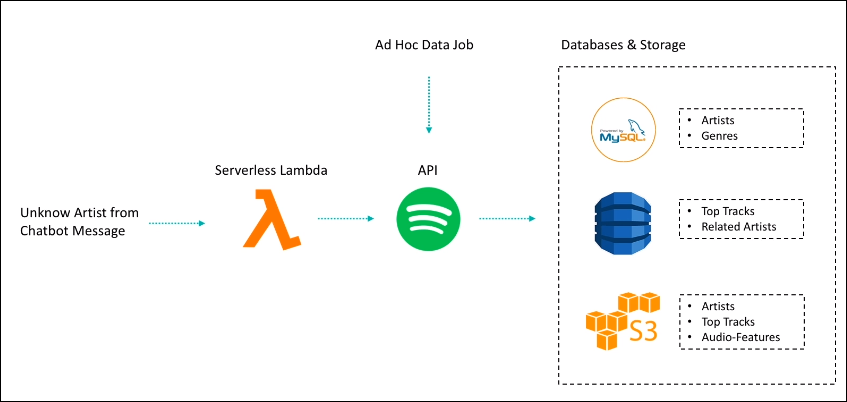 Ad Hoc Data Job
Databases & Storage
Powered by
MySQL
• Artists
• Genres
Serverless Lambda
API
Unknow Artist from
Chatbot Message
• Top Tracks
• Related Artists
S3
• Artists
• Top Tracks
• Audio-Features